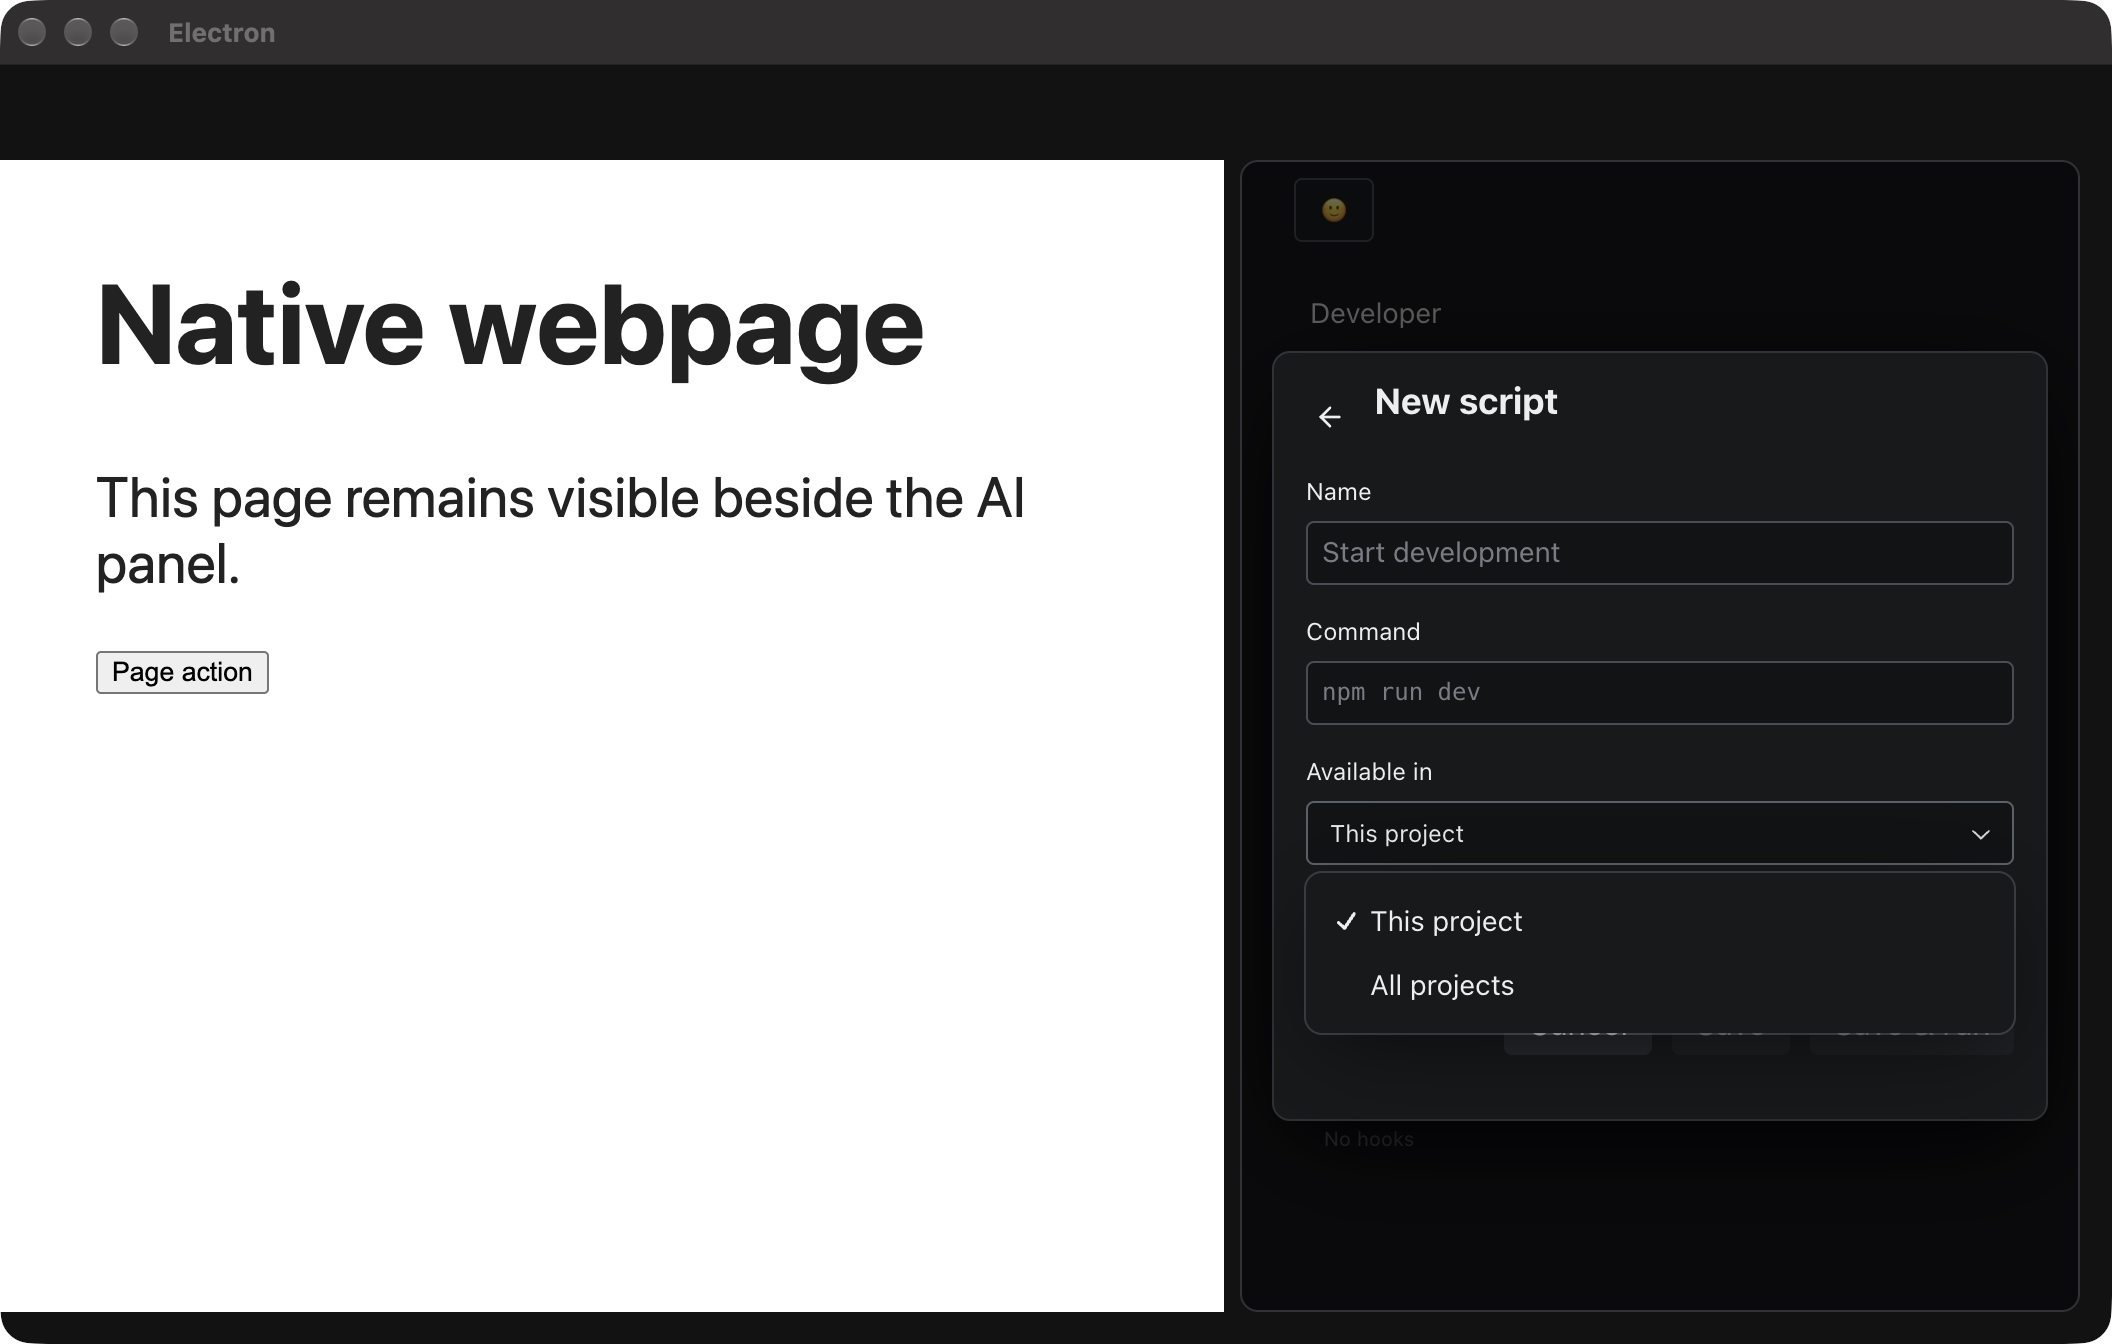 Electron
Native webpage
This page remains visible beside the AI
panel.
Page action
Developer
New script
Name
Start development
Command
npm run dev
Available in
This project
This project
All projects
No hooks